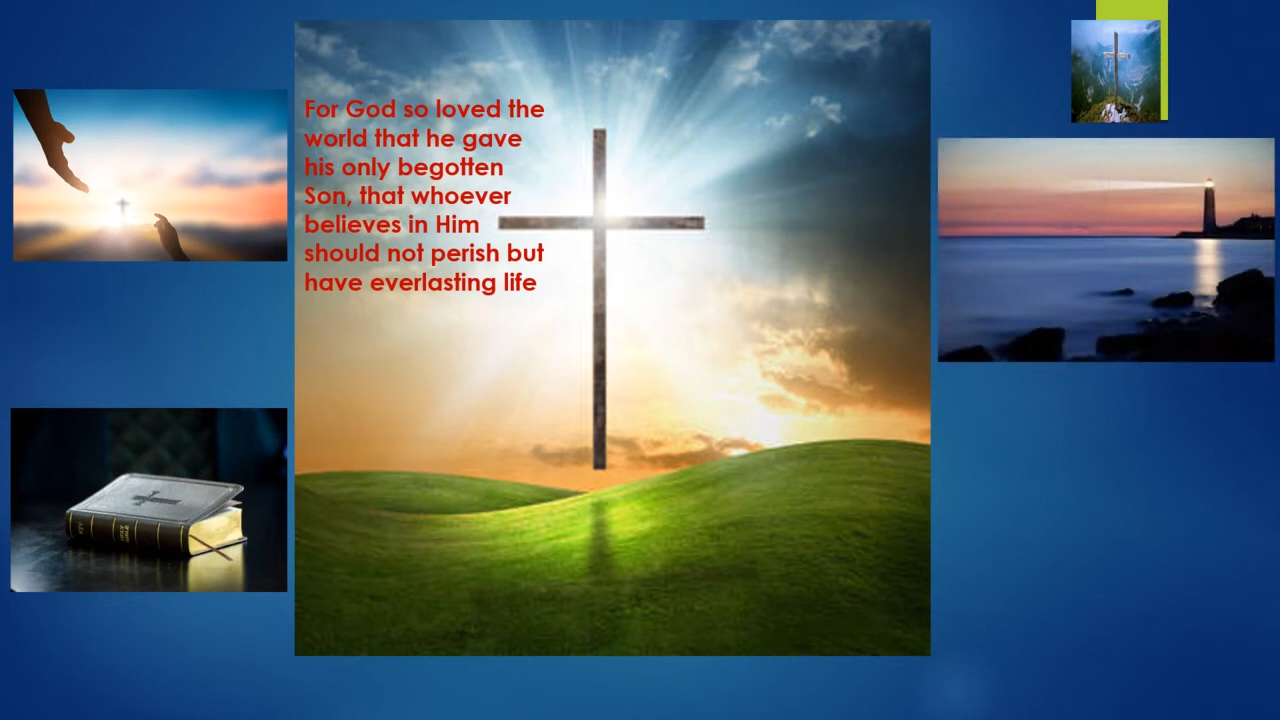 For God so loved the
world that he gave
his only begotten
Son, that whoever
believes in Him
should not perish but
have everlasting life